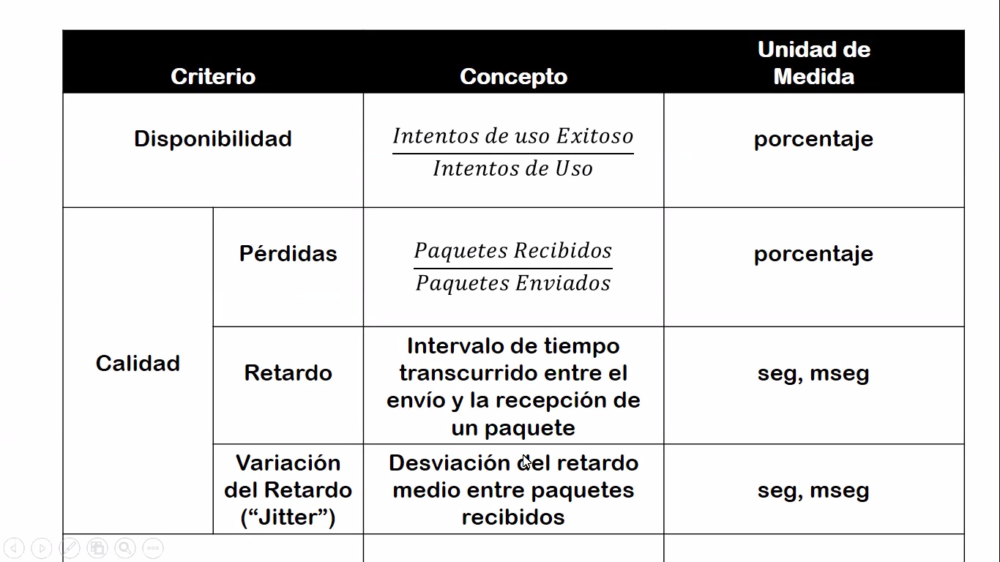 Criterio
Concepto
Unidad de
Medida
Disponibilidad
Intentos de uso Exitoso
Intentos de Uso
porcentaje
Calidad
Pérdidas
Paquetes Recibidos
Paquetes Enviados
porcentaje
Retardo
Intervalo de tiempo
transcurrido entre el
envío y la recepción de
un paquete
seg, mseg
Variación
del Retardo
(“Jitter”)
Desviación del retardo
medio entre paquetes
recibidos
seg, mseg